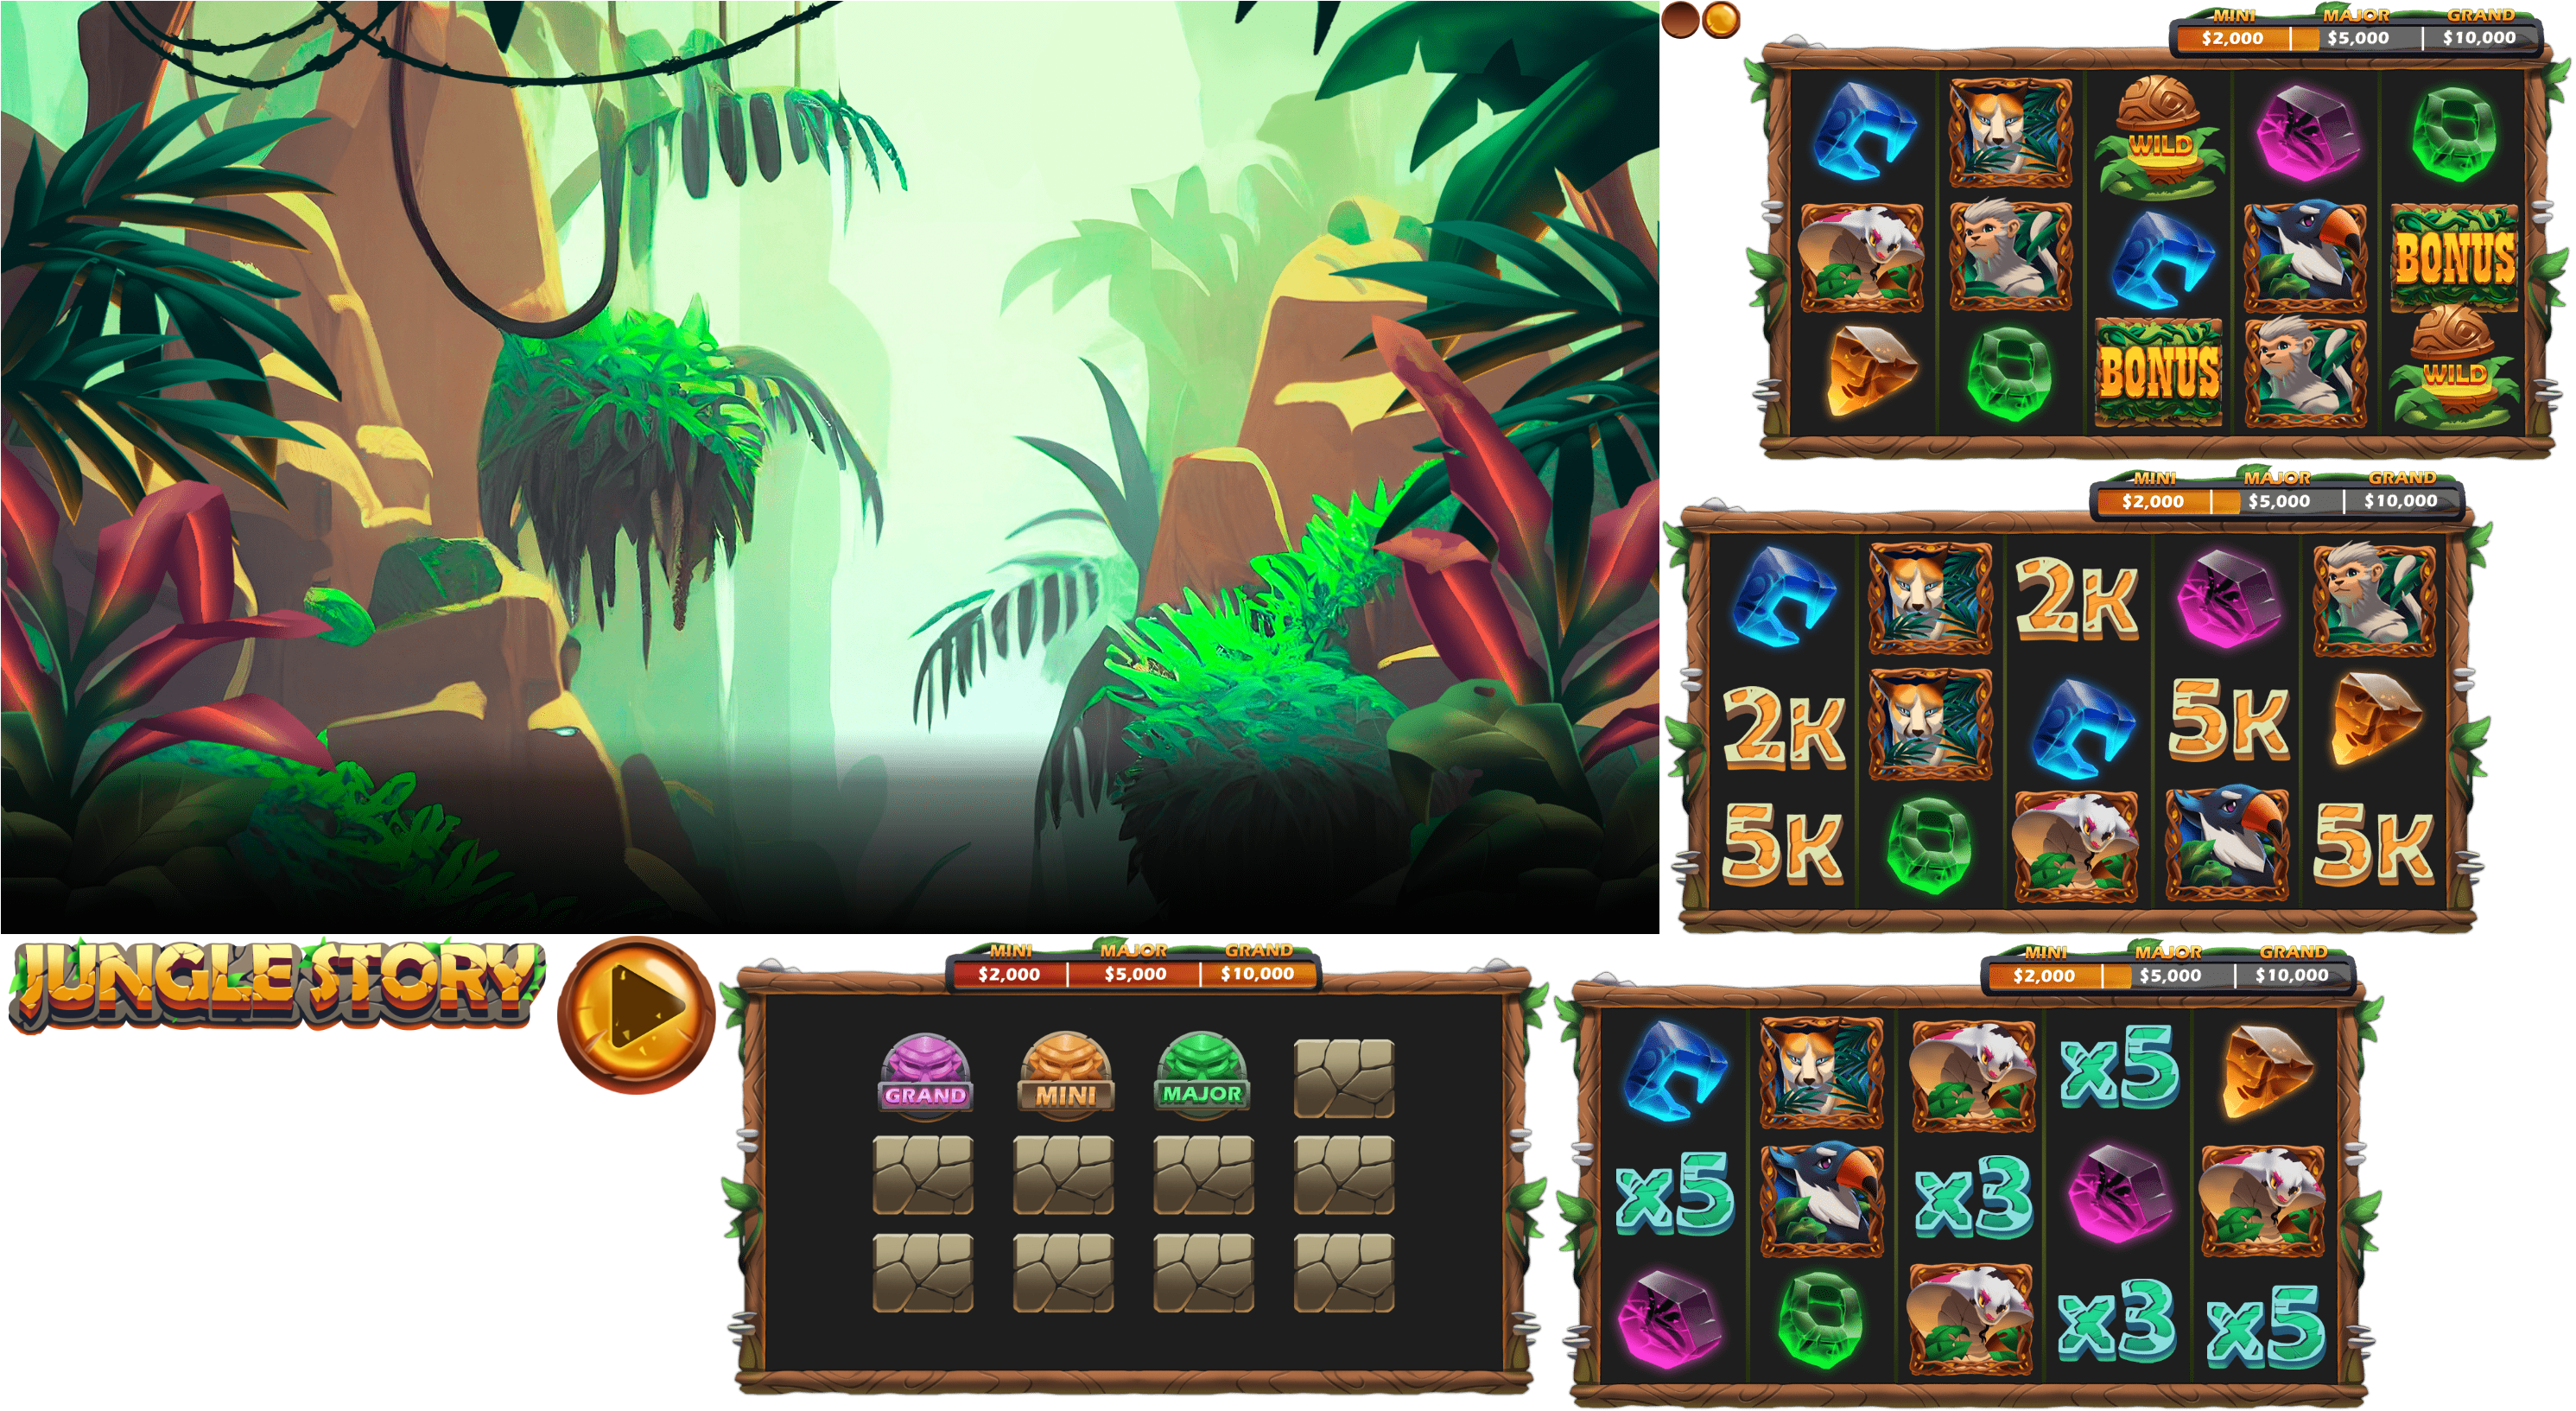 MINI MAJOR GRAND
$2,000 $5,000 $10,000
WILD
BONUS
BONUS
WILD
MINI MAJOR GRAND
$2,000 $5,000 $10,000
2K
2K 5K
5K 5K
JUNGLE STORY
MINI MAJOR GRAND
$2,000 $5,000 $10,000
GRAND MINI MAJOR
MINI MAJOR GRAND
$2,000 $5,000 $10,000
x5
x5 x3
x3 x5